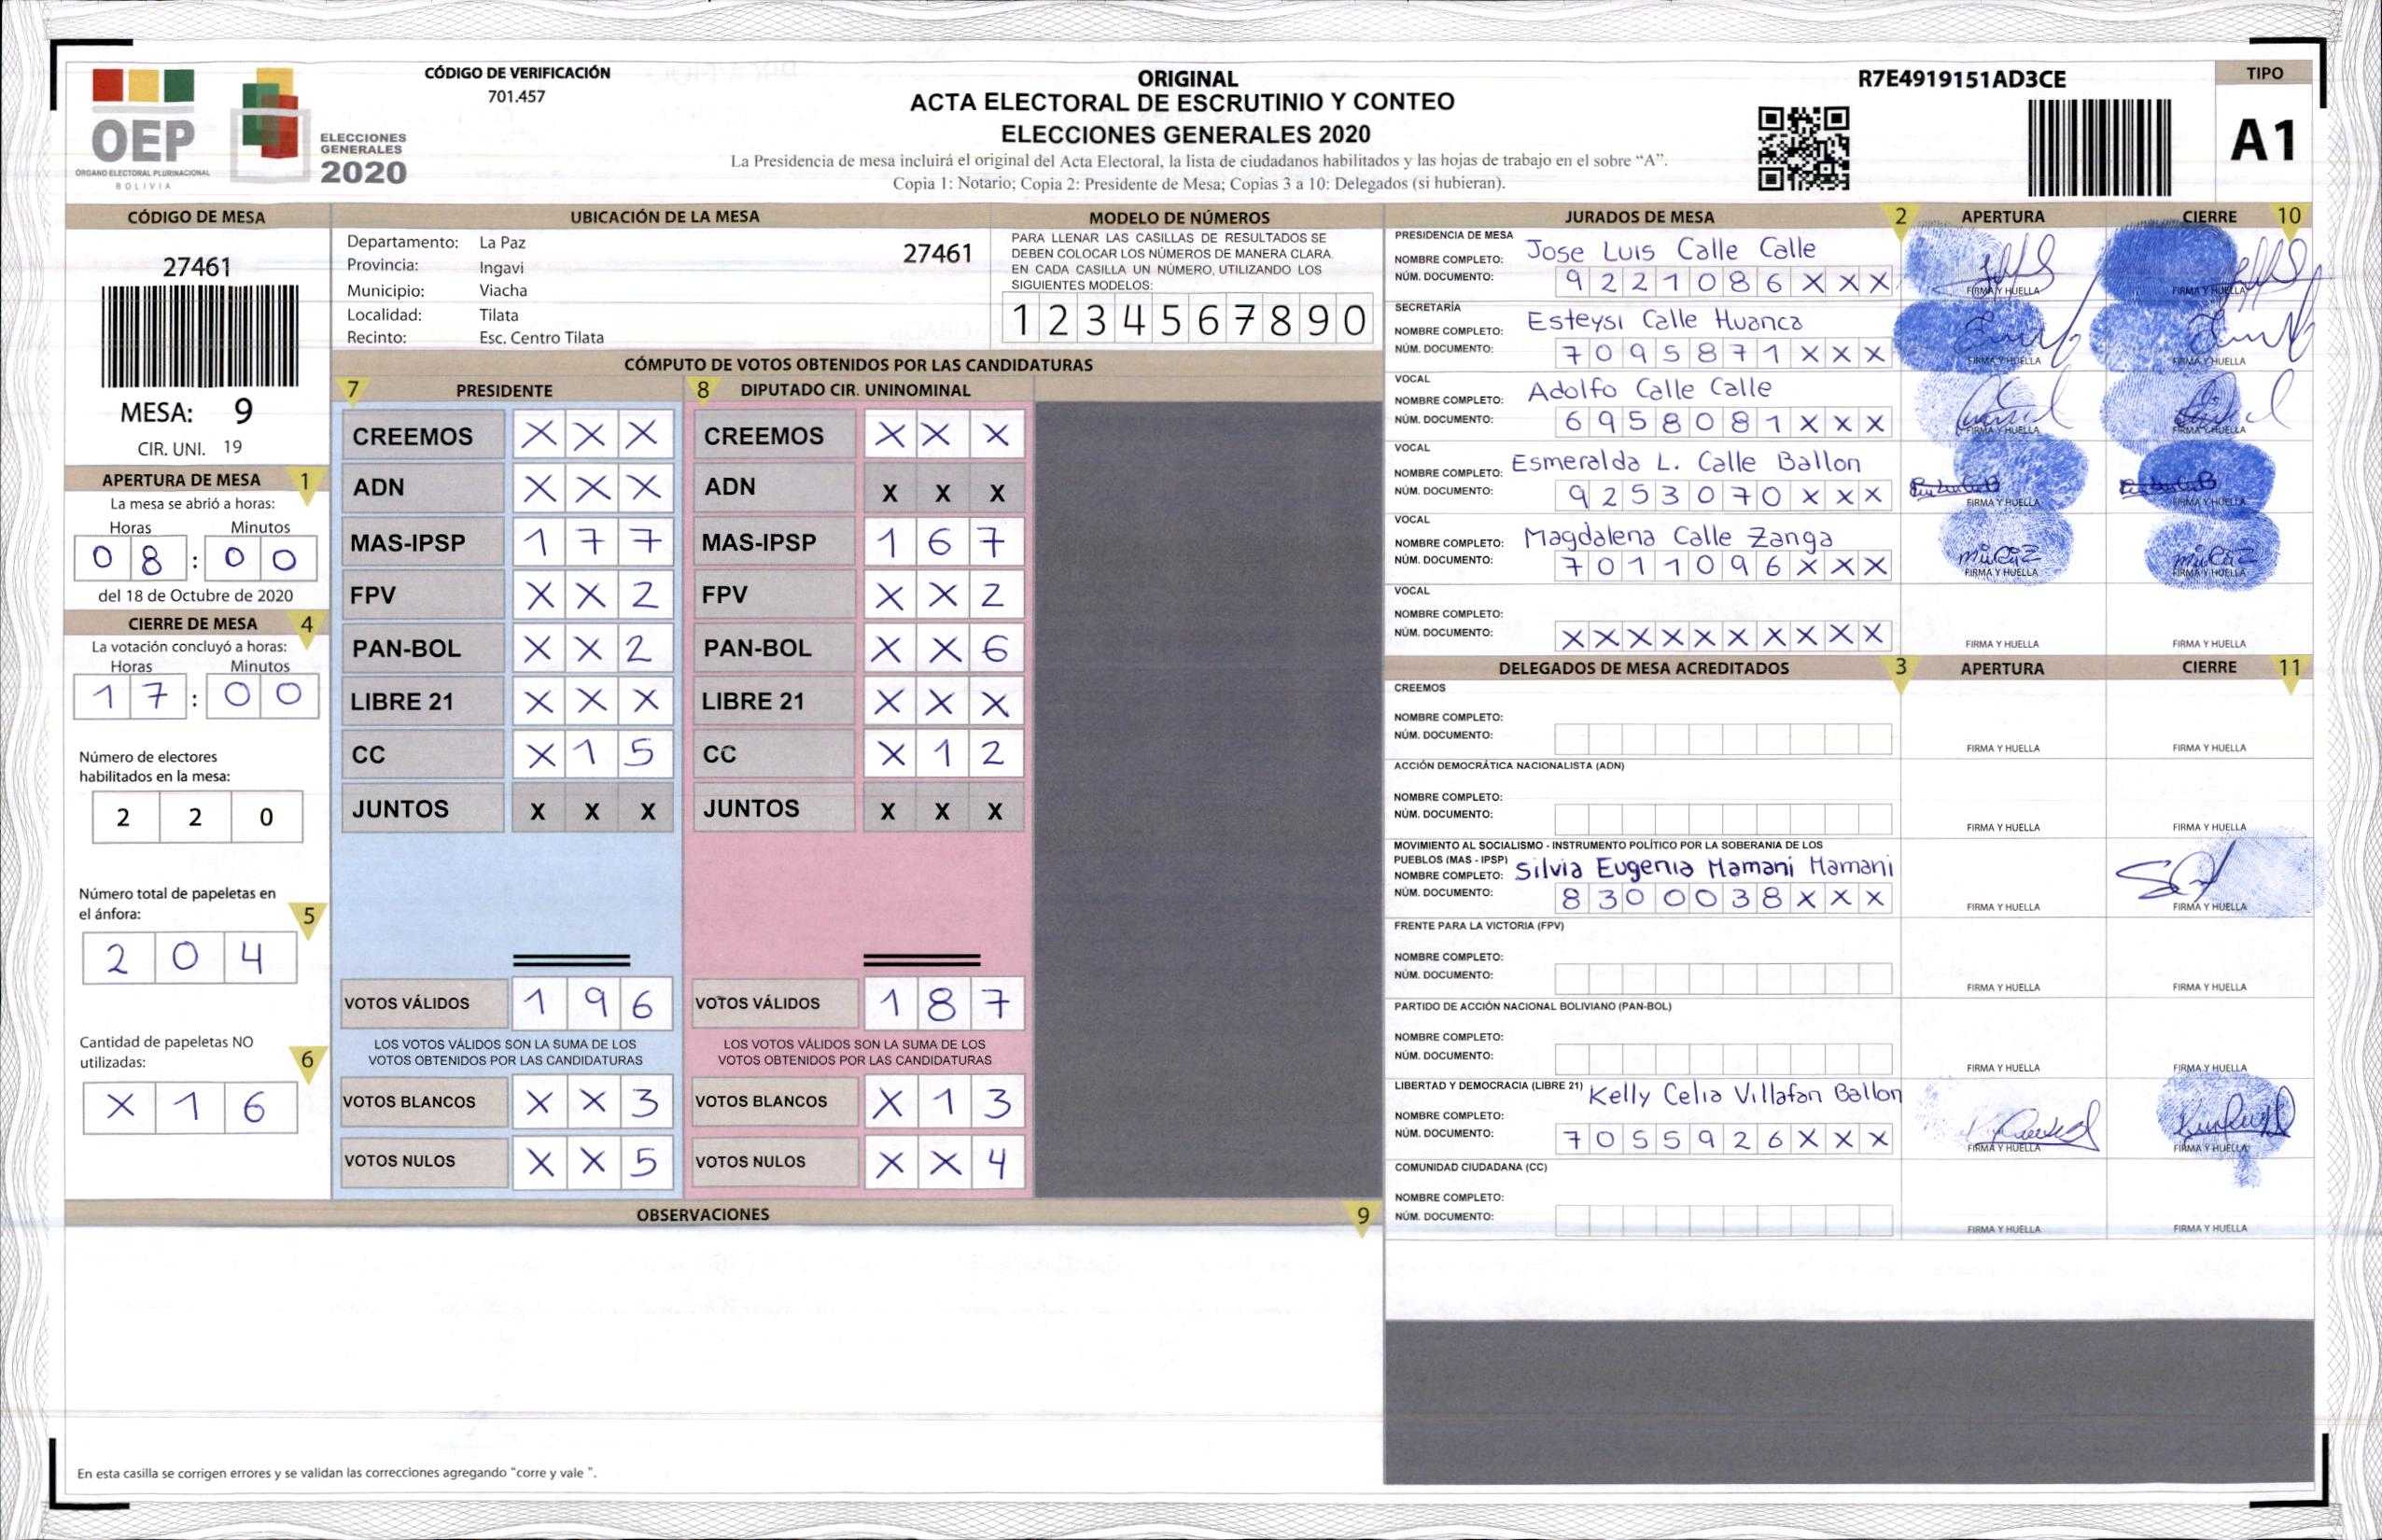 CÓDIGO DE VERIFICACIÓN
701.457
OEP
ÓRGANO ELECTORAL PLURINACIONAL
BOLIVIA
ELECCIONES
GENERALES
2020
ORIGINAL
ACTA ELECTORAL DE ESCRUTINIO Y CONTEO
ELECCIONES GENERALES 2020
La Presidencia de mesa incluirá el original del Acta Electoral, la lista de ciudadanos habilitados y las hojas de trabajo en el sobre “A”.
Copia 1: Notario; Copia 2: Presidente de Mesa; Copias 3 a 10: Delegados (si hubieran).
R7E4919151AD3CE
TIPO
A1
CÓDIGO DE MESA
27461
MESA: 9
CIR. UNI. 19
APERTURA DE MESA 1
La mesa se abrió a horas:
Horas Minutos
0 8 : 0 0
del 18 de Octubre de 2020
CIERRE DE MESA 4
La votación concluyó a horas:
Horas Minutos
1 7 : 0 0
Número de electores
habilitados en la mesa:
2 2 0
Número total de papeletas en
el ánfora: 5
2 0 4
Cantidad de papeletas NO
utilizadas: 6
X 1 6
UBICACIÓN DE LA MESA
Departamento: La Paz 27461
Provincia: Ingavi
Municipio: Viacha
Localidad: Tilata
Recinto: Esc. Centro Tilata
MODELO DE NÚMEROS
PARA LLENAR LAS CASILLAS DE RESULTADOS SE
DEBEN COLOCAR LOS NÚMEROS DE MANERA CLARA.
EN CADA CASILLA UN NÚMERO, UTILIZANDO LOS
SIGUIENTES MODELOS:
1 2 3 4 5 6 7 8 9 0
CÓMPUTO DE VOTOS OBTENIDOS POR LAS CANDIDATURAS
7 PRESIDENTE
CREEMOS X X X
ADN X X X
MAS-IPSP 1 7 7
FPV X X 2
PAN-BOL X X 2
LIBRE 21 X X X
CC X 1 5
JUNTOS X X X
VOTOS VÁLIDOS 1 9 6
LOS VOTOS VÁLIDOS SON LA SUMA DE LOS
VOTOS OBTENIDOS POR LAS CANDIDATURAS
VOTOS BLANCOS X X 3
VOTOS NULOS X X 5
8 DIPUTADO CIR. UNINOMINAL
CREEMOS X X X
ADN X X X
MAS-IPSP 1 6 7
FPV X X 2
PAN-BOL X X 6
LIBRE 21 X X X
CC X 1 2
JUNTOS X X X
VOTOS VÁLIDOS 1 8 7
LOS VOTOS VÁLIDOS SON LA SUMA DE LOS
VOTOS OBTENIDOS POR LAS CANDIDATURAS
VOTOS BLANCOS X 1 3
VOTOS NULOS X X 4
OBSERVACIONES 9
En esta casilla se corrigen errores y se validan las correcciones agregando “corre y vale ”.
JURADOS DE MESA 2 APERTURA CIERRE 10
PRESIDENCIA DE MESA
NOMBRE COMPLETO: Jose Luis Calle Calle
NÚM. DOCUMENTO: 9 2 2 1 0 8 6 X X X
FIRMA Y HUELLA FIRMA Y HUELLA
SECRETARÍA
NOMBRE COMPLETO: Esteysi Calle Huanca
NÚM. DOCUMENTO: 7 0 9 5 8 7 1 X X X
FIRMA Y HUELLA FIRMA Y HUELLA
VOCAL
NOMBRE COMPLETO: Adolfo Calle Calle
NÚM. DOCUMENTO: 6 9 5 8 0 8 1 X X X
FIRMA Y HUELLA FIRMA Y HUELLA
VOCAL
NOMBRE COMPLETO: Esmeralda L. Calle Ballon
NÚM. DOCUMENTO: 9 2 5 3 0 7 0 X X X
FIRMA Y HUELLA FIRMA Y HUELLA
VOCAL
NOMBRE COMPLETO: Magdalena Calle Zanga
NÚM. DOCUMENTO: 7 0 1 1 0 9 6 X X X
FIRMA Y HUELLA FIRMA Y HUELLA
VOCAL
NOMBRE COMPLETO:
NÚM. DOCUMENTO: X X X X X X X X X X
FIRMA Y HUELLA FIRMA Y HUELLA
DELEGADOS DE MESA ACREDITADOS 3 APERTURA CIERRE 11
CREEMOS
NOMBRE COMPLETO:
NÚM. DOCUMENTO:
FIRMA Y HUELLA FIRMA Y HUELLA
ACCIÓN DEMOCRÁTICA NACIONALISTA (ADN)
NOMBRE COMPLETO:
NÚM. DOCUMENTO:
FIRMA Y HUELLA FIRMA Y HUELLA
MOVIMIENTO AL SOCIALISMO - INSTRUMENTO POLÍTICO POR LA SOBERANIA DE LOS
PUEBLOS (MAS - IPSP)
NOMBRE COMPLETO: Silvia Eugenia Mamani Mamani
NÚM. DOCUMENTO: 8 3 0 0 0 3 8 X X X
FIRMA Y HUELLA FIRMA Y HUELLA
FRENTE PARA LA VICTORIA (FPV)
NOMBRE COMPLETO:
NÚM. DOCUMENTO:
FIRMA Y HUELLA FIRMA Y HUELLA
PARTIDO DE ACCIÓN NACIONAL BOLIVIANO (PAN-BOL)
NOMBRE COMPLETO:
NÚM. DOCUMENTO:
FIRMA Y HUELLA FIRMA Y HUELLA
LIBERTAD Y DEMOCRACIA (LIBRE 21) Kelly Celia Villafan Ballon
NOMBRE COMPLETO:
NÚM. DOCUMENTO: 7 0 5 5 9 2 6 X X X
FIRMA Y HUELLA FIRMA Y HUELLA
COMUNIDAD CIUDADANA (CC)
NOMBRE COMPLETO:
NÚM. DOCUMENTO:
FIRMA Y HUELLA FIRMA Y HUELLA